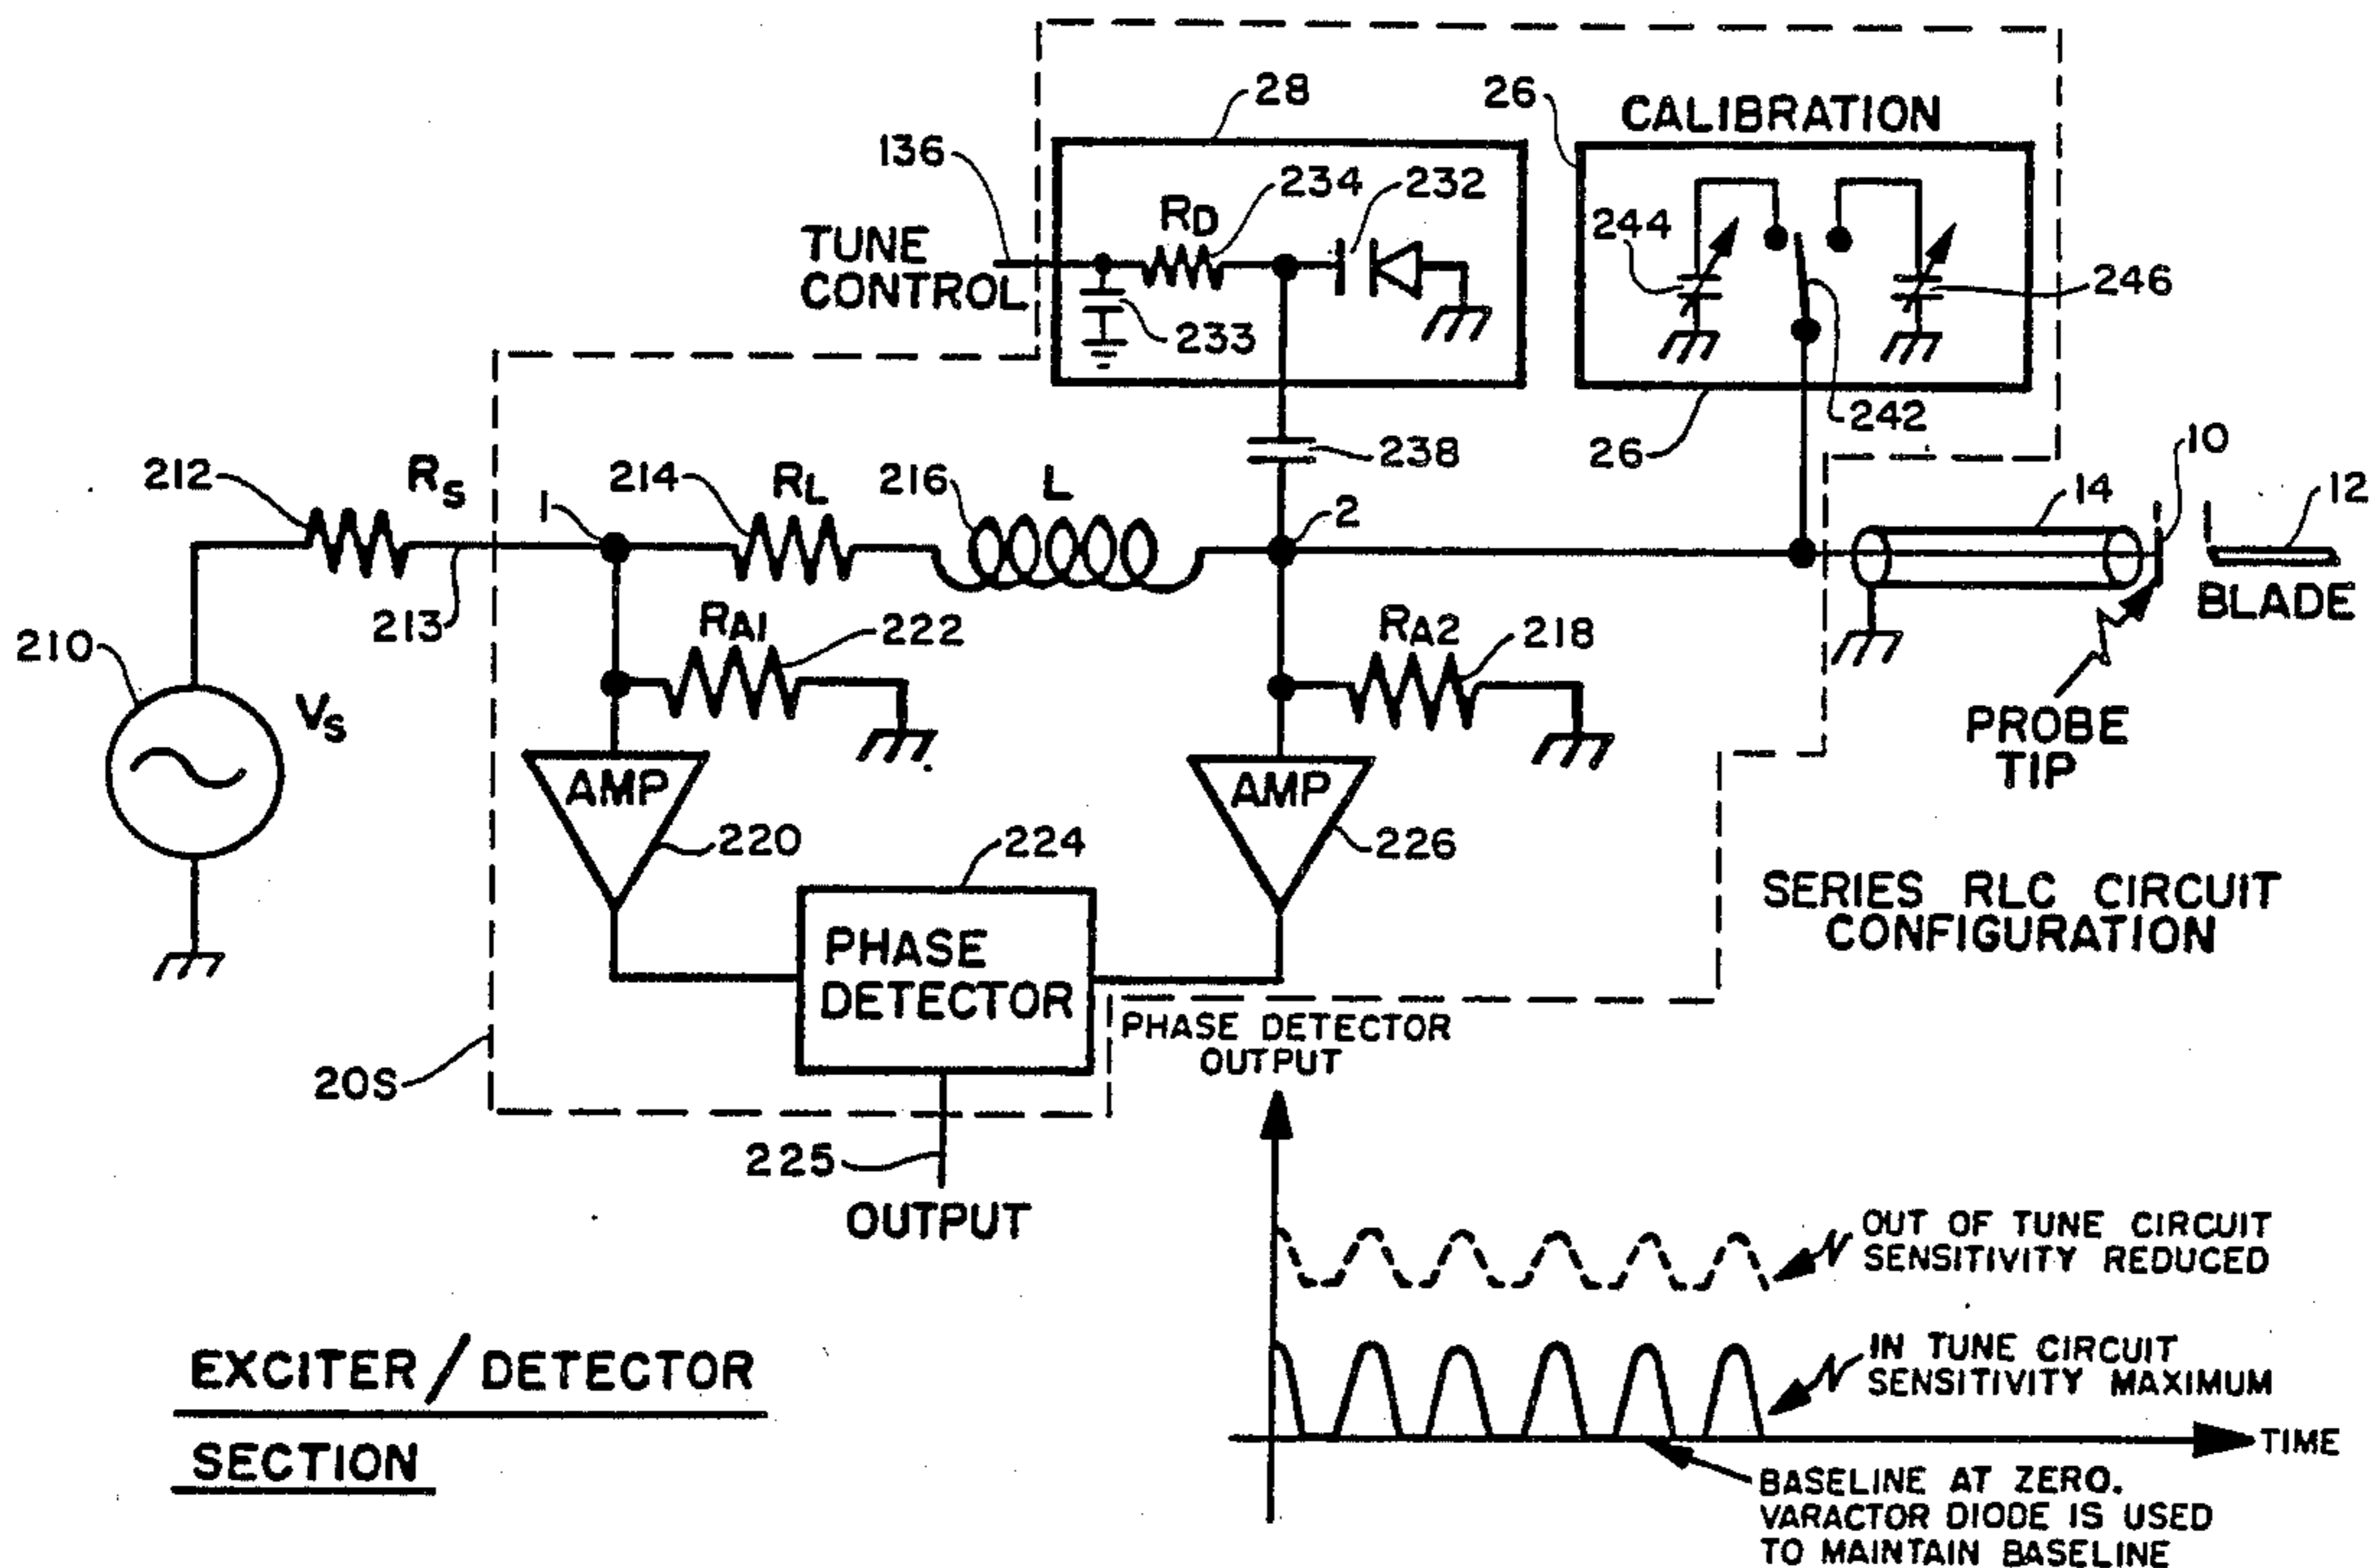 28
26
CALIBRATION
136
234
232
RD
TUNE
CONTROL
244
246
233
242
26
238
10
212
RS
1
214
RL
216
L
2
14
12
BLADE
213
RA1
222
RA2
218
210
VS
PROBE
TIP
AMP
AMP
220
224
226
PHASE
DETECTOR
SERIES RLC CIRCUIT
CONFIGURATION
PHASE DETECTOR
OUTPUT
20S
225
OUTPUT
OUT OF TUNE CIRCUIT
SENSITIVITY REDUCED
IN TUNE CIRCUIT
SENSITIVITY MAXIMUM
EXCITER/DETECTOR
SECTION
TIME
BASELINE AT ZERO.
VARACTOR DIODE IS USED
TO MAINTAIN BASELINE